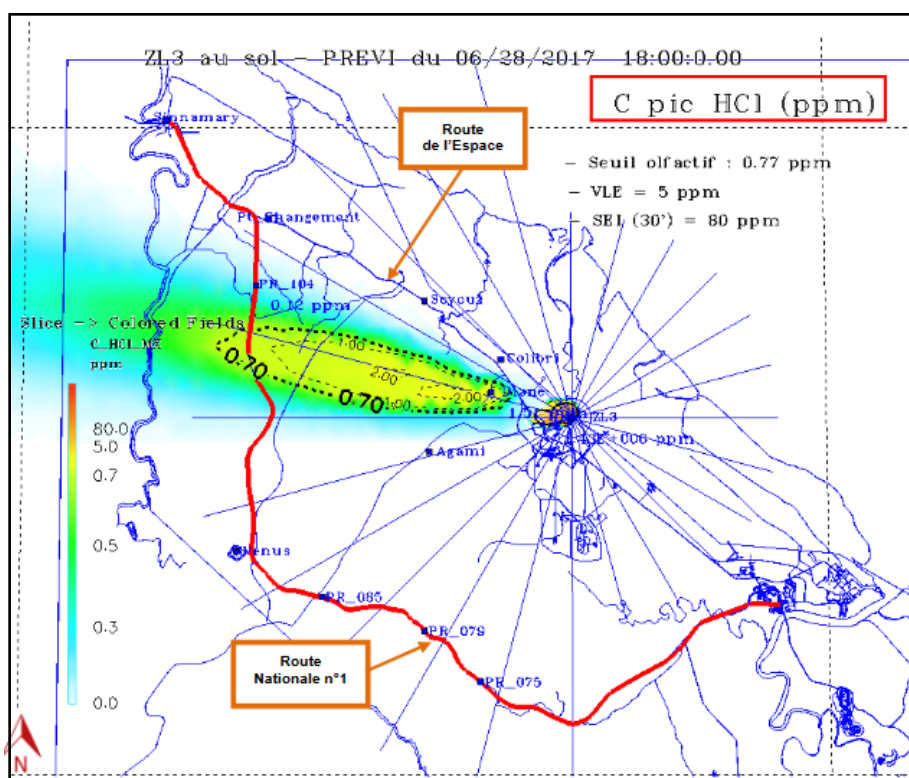 ZL3 au sol - PREVI du 06/28/2017 18:00:0.00
C pic HCl (ppm)
Sinnamary
Route
de l'Espace
- Seuil olfactif : 0.77 ppm
- VLE = 5 ppm
- SEI (30') = 80 ppm
Pt_Changement
PR_104
0.12 ppm
Soyouz
Slice -> Colored Fields
C_HCl_MX
ppm
1.00
Colibri
0.70
2.00
Diane
0.70
1.00
2.00
ZL3
80.0
5.0
0.7
0.5
0.3
0.0
Agami
Venus
PR_085
PR_079
Route
Nationale n°1
PR_075
N